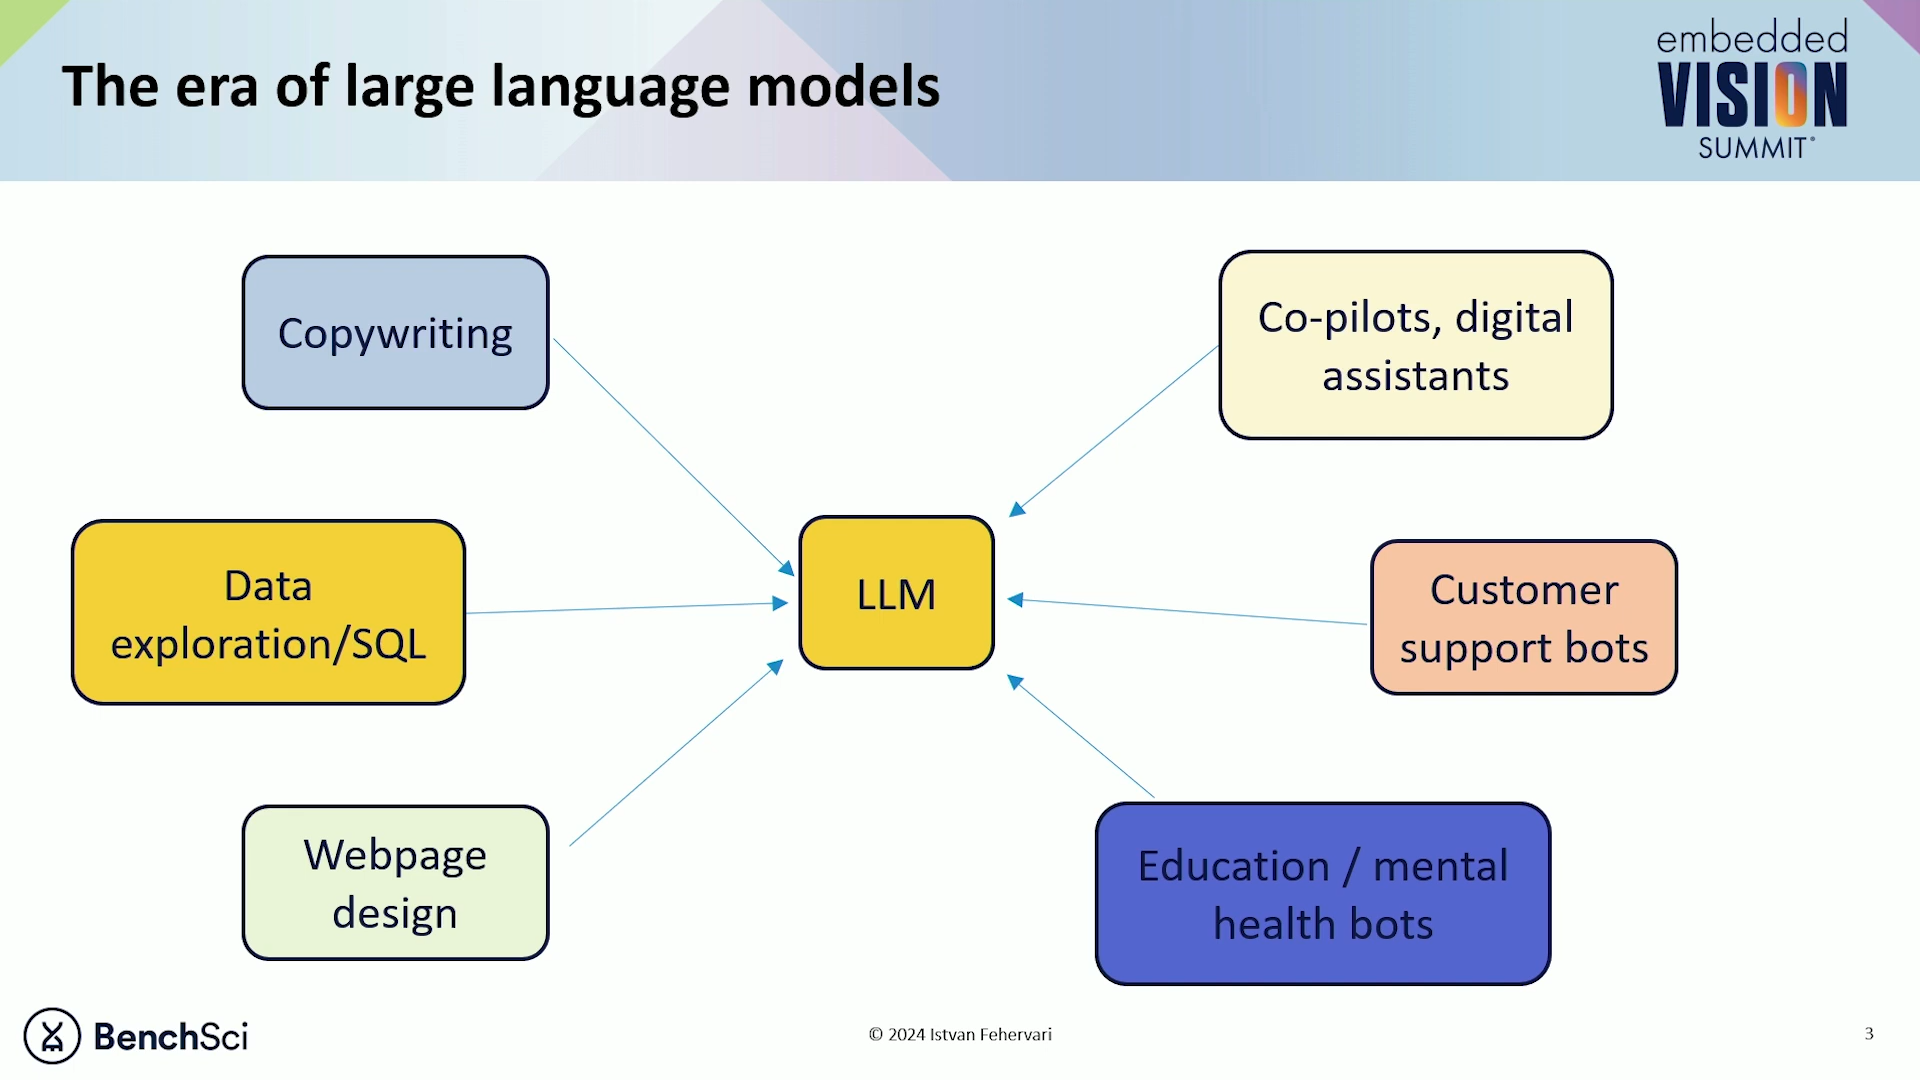 The era of large language models
embedded
VISION
SUMMIT
Copywriting
Co-pilots, digital
assistants
Data
exploration/SQL
LLM
Customer
support bots
Webpage
design
Education / mental
health bots
BenchSci
© 2024 Istvan Fehervari
3